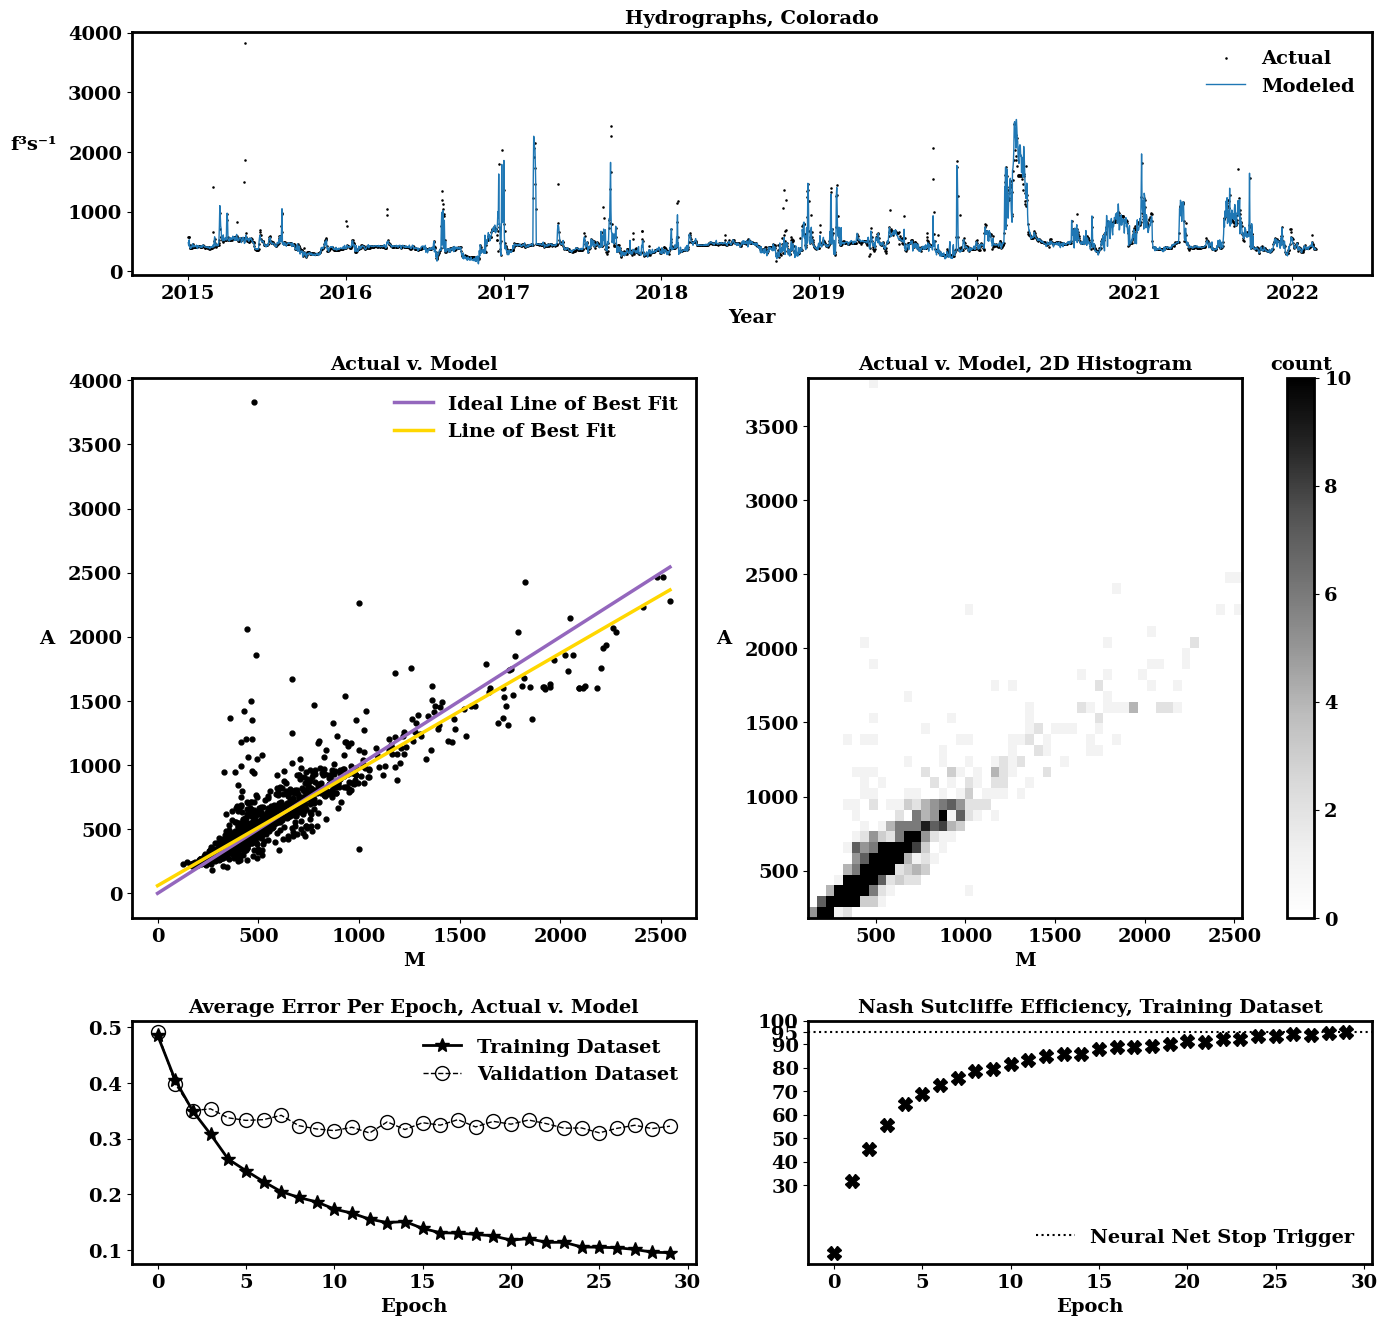 Hydrographs, Colorado
4000
3000
2000
1000
0
f³s⁻¹
Actual
Modeled
2015 2016 2017 2018 2019 2020 2021 2022
Year
Actual v. Model
4000
3500
3000
2500
2000
1500
1000
500
0
A
Ideal Line of Best Fit
Line of Best Fit
0 500 1000 1500 2000 2500
M
Actual v. Model, 2D Histogram
3500
3000
2500
2000
1500
1000
500
A
500 1000 1500 2000 2500
M
count
10
8
6
4
2
0
Average Error Per Epoch, Actual v. Model
0.5
0.4
0.3
0.2
0.1
Training Dataset
Validation Dataset
0 5 10 15 20 25 30
Epoch
Nash Sutcliffe Efficiency, Training Dataset
100
95
90
80
70
60
50
40
30
Neural Net Stop Trigger
0 5 10 15 20 25 30
Epoch